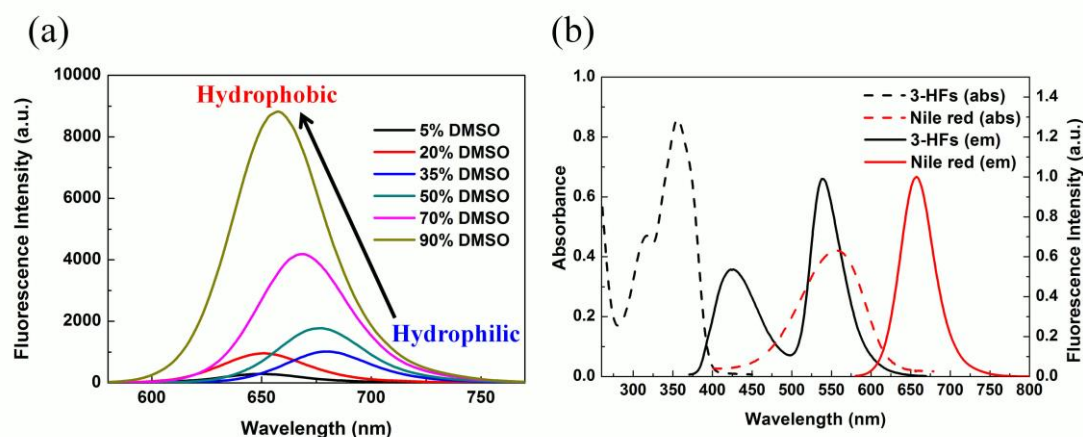 (a)
10000
8000
6000
4000
2000
0
Fluorescence Intensity (a.u.)
Hydrophobic
Hydrophilic
5% DMSO
20% DMSO
35% DMSO
50% DMSO
70% DMSO
90% DMSO
600
650
700
750
Wavelength (nm)
(b)
1.0
0.8
0.6
0.4
0.2
0.0
Absorbance
3-HFs (abs)
Nile red (abs)
3-HFs (em)
Nile red (em)
1.4
1.2
1.0
0.8
0.6
0.4
0.2
0.0
Fluorescence Intensity (a.u.)
300
350
400
450
500
550
600
650
700
750
800
Wavelength (nm)